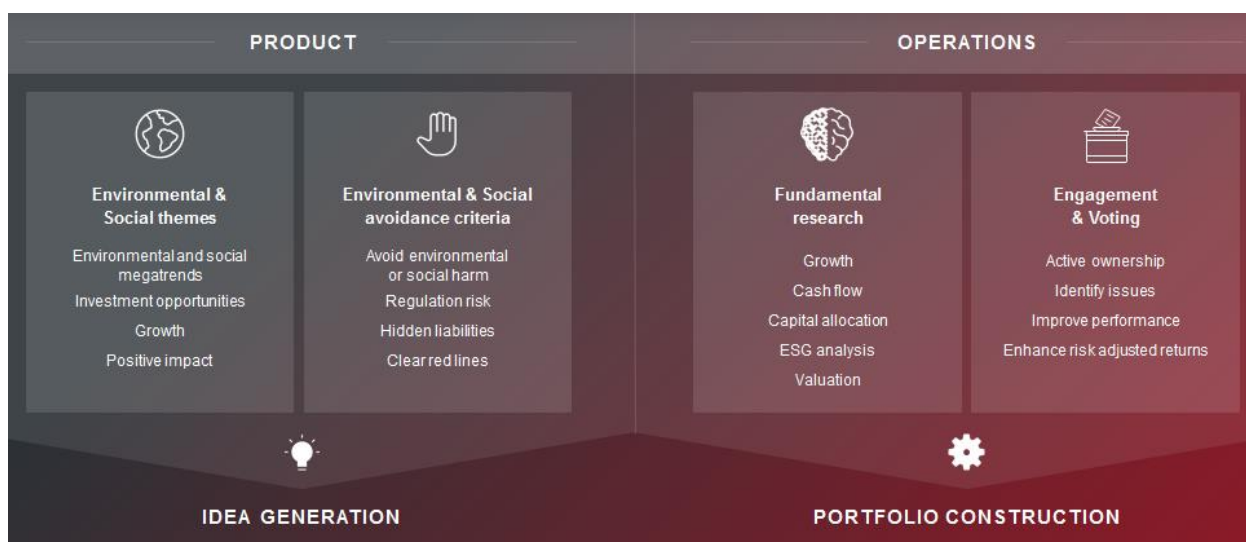 PRODUCT
Environmental &
Social themes
Environmental and social
megatrends
Investment opportunities
Growth
Positive impact
Environmental & Social
avoidance criteria
Avoid environmental
or social harm
Regulation risk
Hidden liabilities
Clear red lines
IDEA GENERATION
OPERATIONS
Fundamental
research
Growth
Cash flow
Capital allocation
ESG analysis
Valuation
Engagement
& Voting
Active ownership
Identify issues
Improve performance
Enhance risk adjusted returns
PORTFOLIO CONSTRUCTION